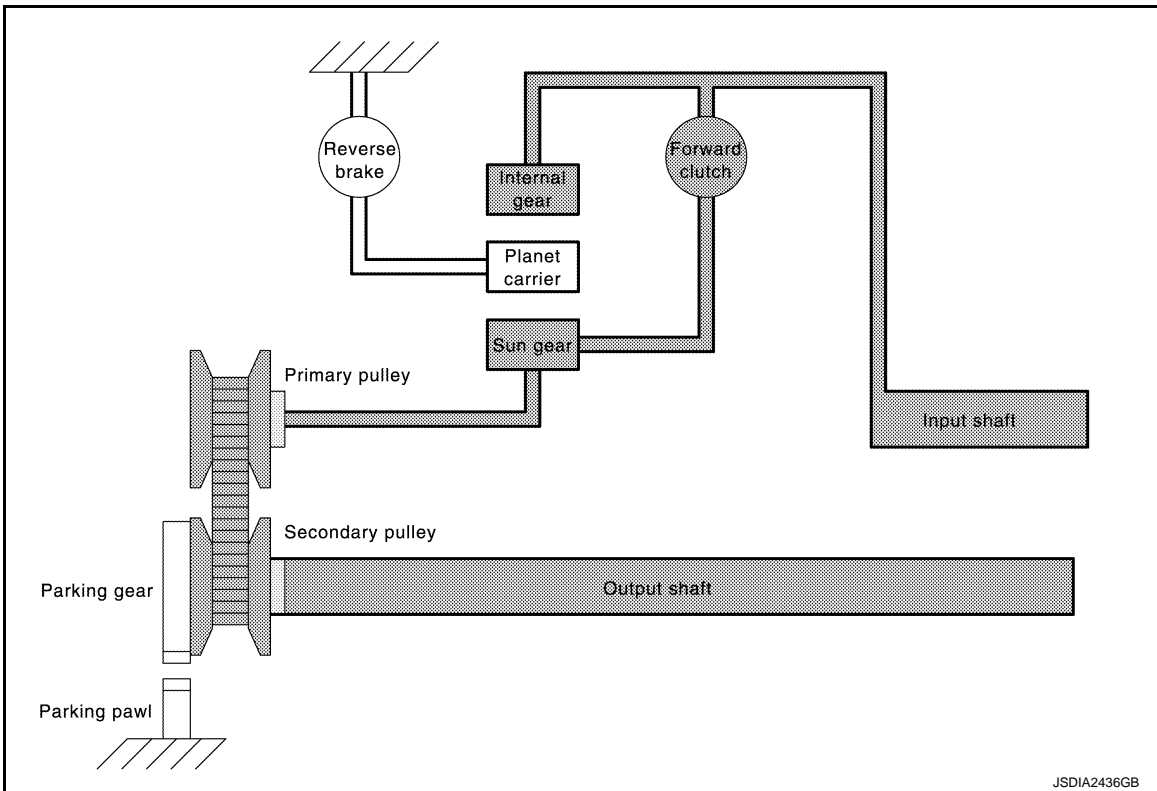 Reverse
brake
Forward
clutch
Internal
gear
Planet
carrier
Sun gear
Primary pulley
Input shaft
Secondary pulley
Parking gear
Output shaft
Parking pawl
JSDIA2436GB